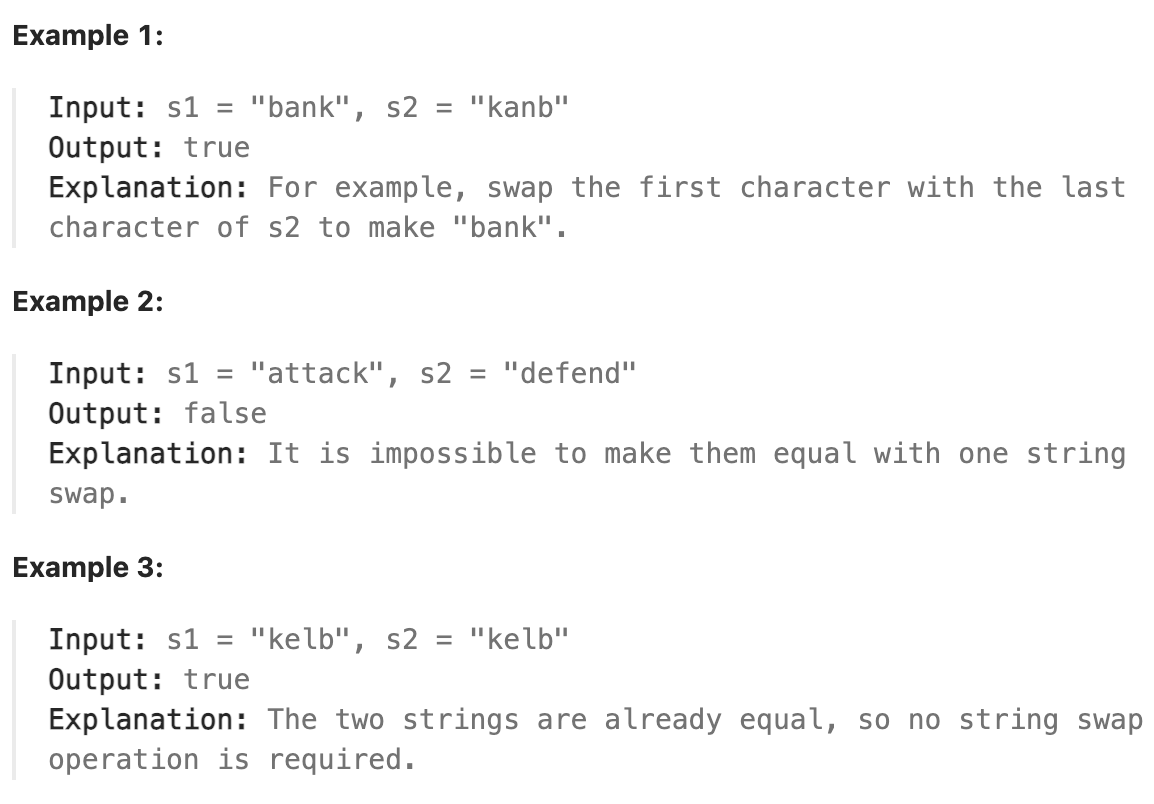 Example 1:
Input: s1 = "bank", s2 = "kanb"
Output: true
Explanation: For example, swap the first character with the last
character of s2 to make "bank".
Example 2:
Input: s1 = "attack", s2 = "defend"
Output: false
Explanation: It is impossible to make them equal with one string
swap.
Example 3:
Input: s1 = "kelb", s2 = "kelb"
Output: true
Explanation: The two strings are already equal, so no string swap
operation is required.